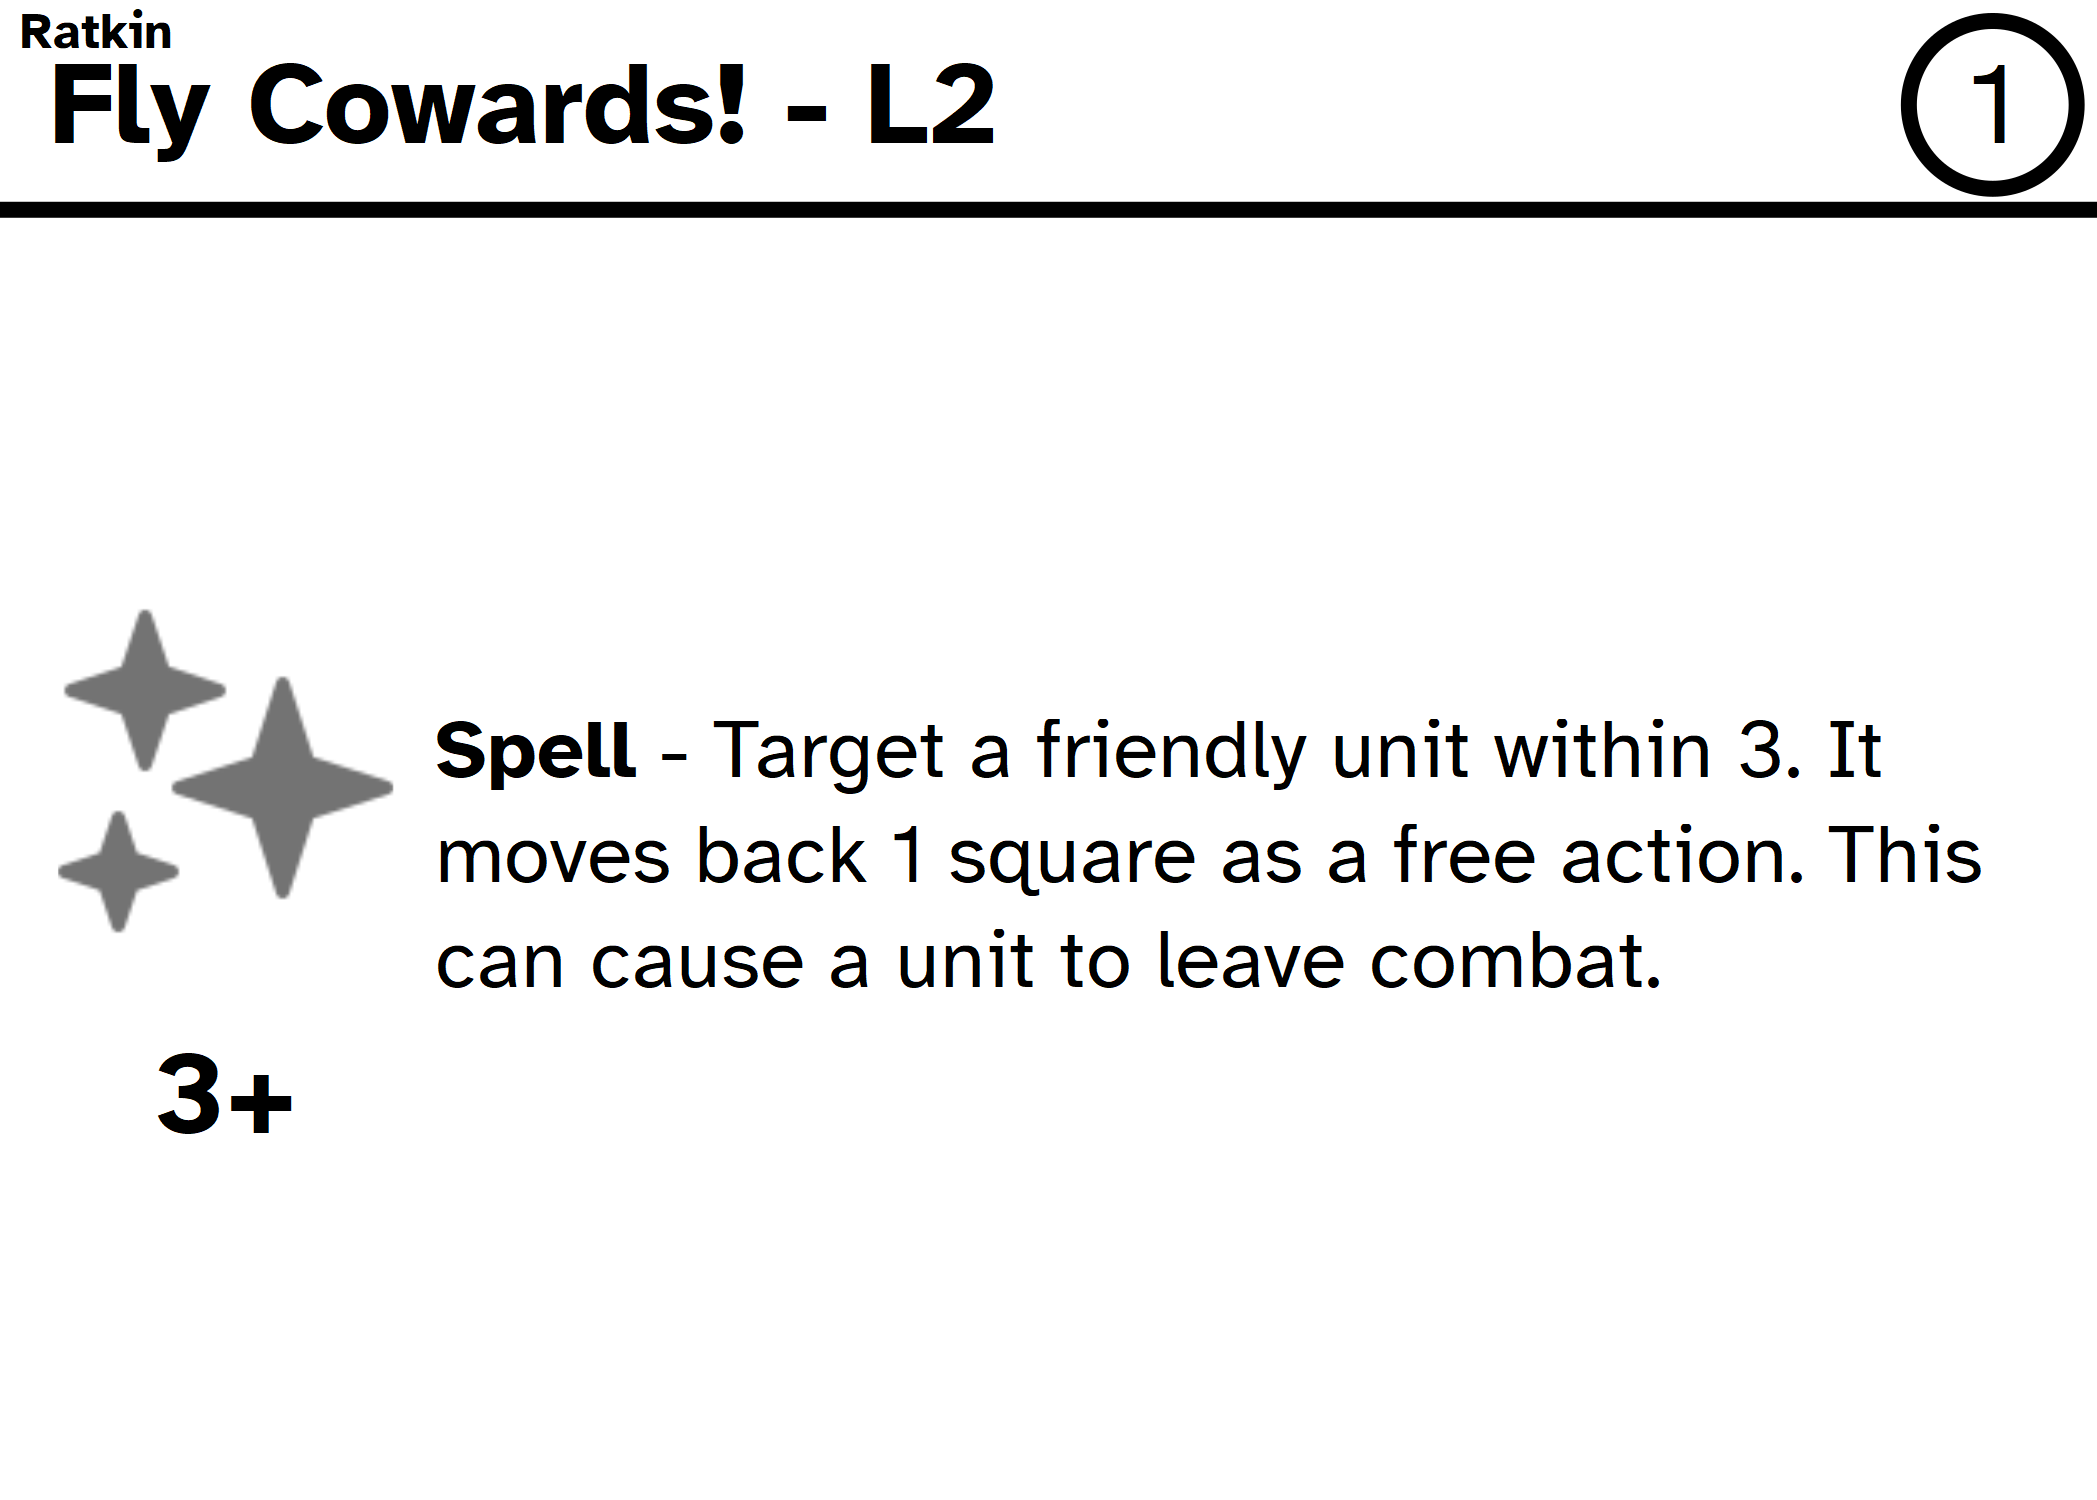 Ratkin
Fly Cowards! - L2
1
Spell - Target a friendly unit within 3. It
moves back 1 square as a free action. This
can cause a unit to leave combat.
3+